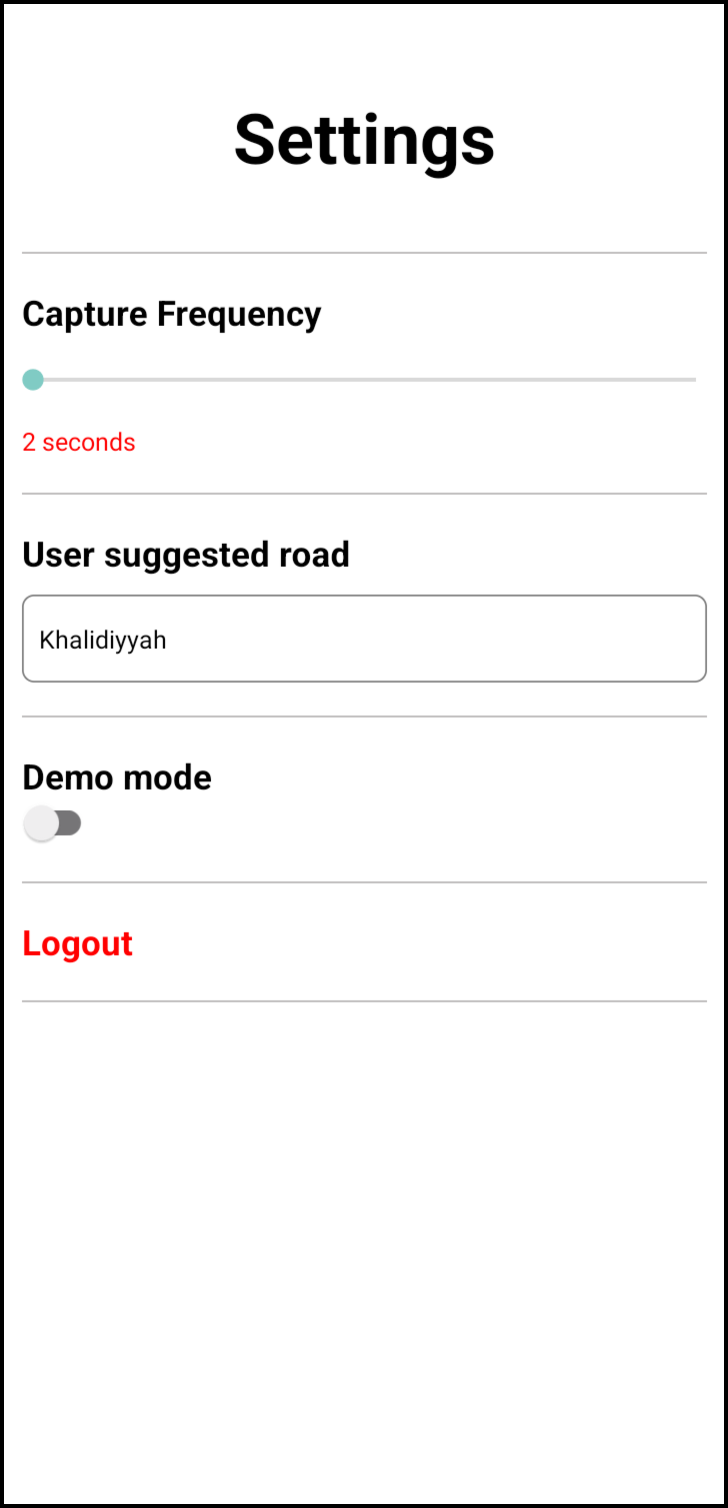 Settings
Capture Frequency
2 seconds
User suggested road
Khalidiyyah
Demo mode
Logout